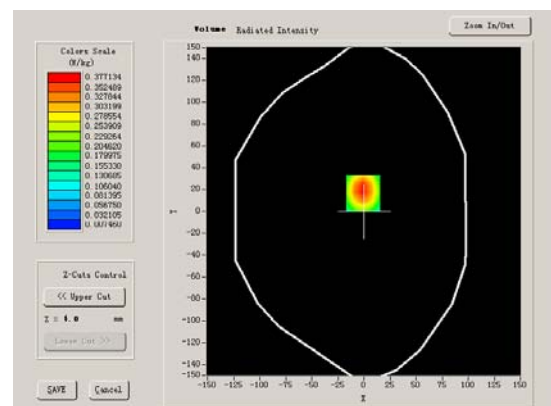 Volume Radiated Intensity
Zoom In/Out
Colors Scale
(W/kg)
0.377134
0.352489
0.327844
0.303199
0.278554
0.253909
0.229264
0.204620
0.179975
0.155330
0.130685
0.106040
0.081395
0.056750
0.032105
0.007460
Z-Cuts Control
<< Upper Cut
Z = 4.0 mm
Lower Cut >>
SAVE
Cancel
150
140
120
100
80
60
40
20
0
-20
-40
-60
-80
-100
-120
-140
-150
Y
-150 -125 -100 -75 -50 -25 0 25 50 75 100 125 150
X